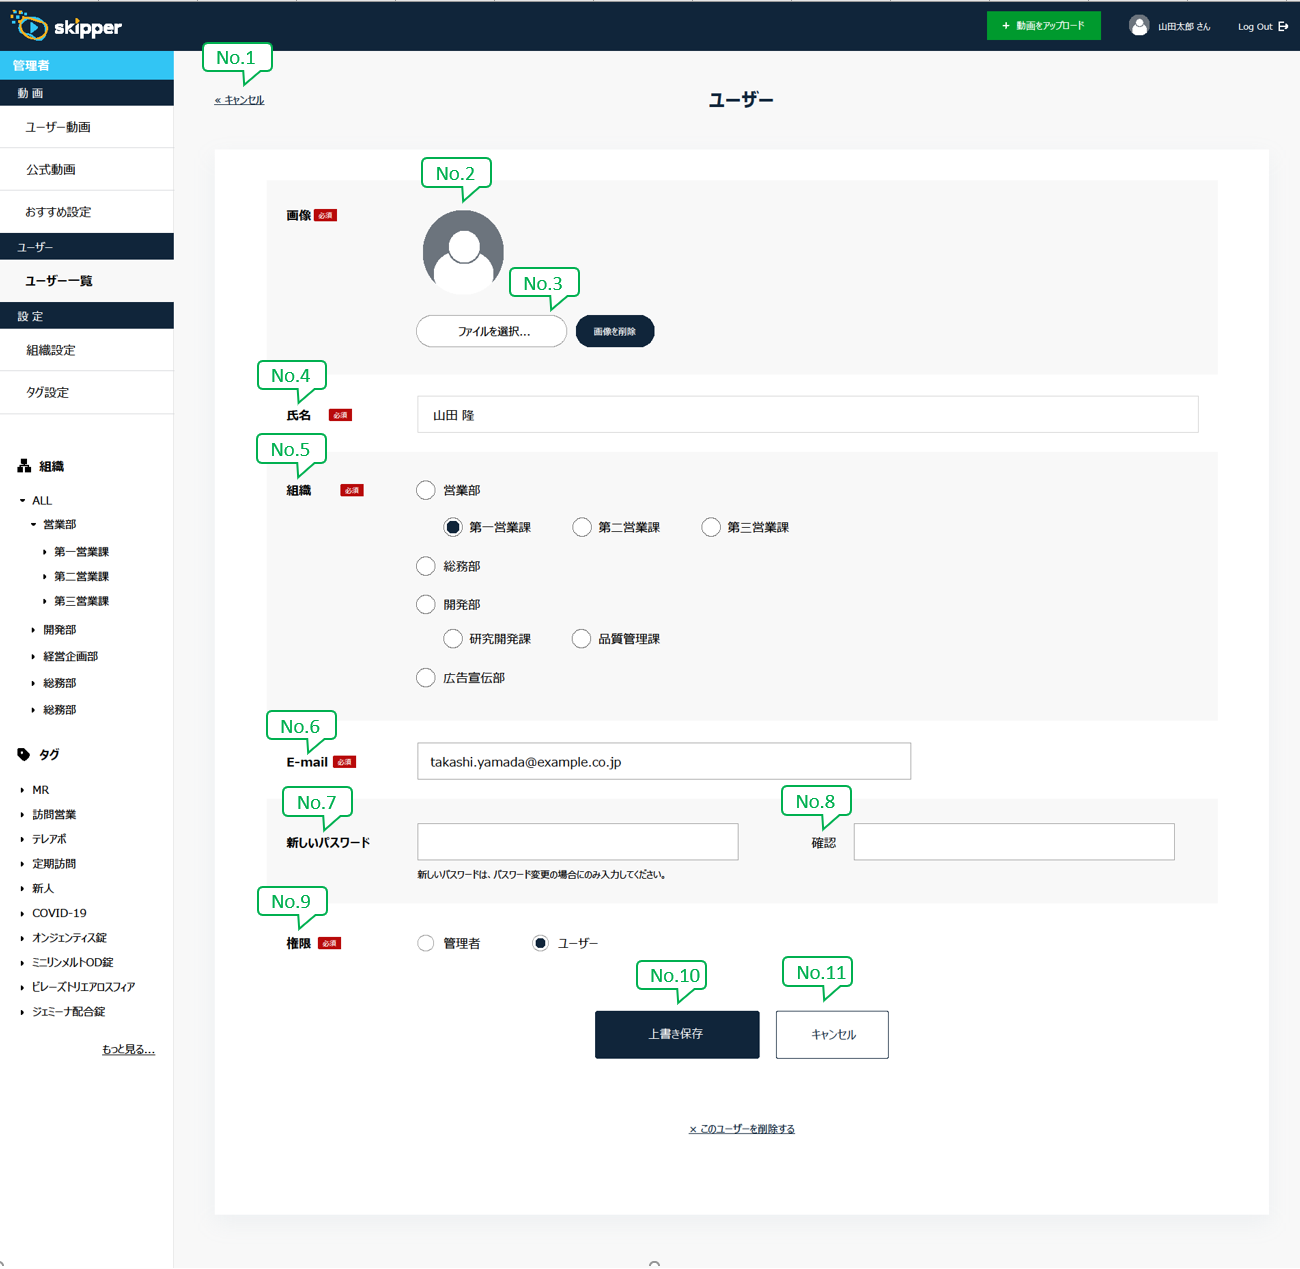 skipper
+ 動画をアップロード
山田太郎 さん
Log Out
管理者
動 画
ユーザー動画
公式動画
おすすめ設定
ユーザー
ユーザー一覧
設 定
組織設定
タグ設定
組織
ALL
営業部
第一営業課
第二営業課
第三営業課
開発部
経営企画部
総務部
総務部
タグ
MR
訪問営業
テレアポ
定期訪問
新人
COVID-19
オンジェンティス錠
ミニリンメルトOD錠
ビレーズトリエアロスフィア
ジェミーナ配合錠
もっと見る...
No.1
« キャンセル
ユーザー
No.2
画像 必須
No.3
ファイルを選択...
画像を削除
No.4
氏名 必須
山田 隆
No.5
組織 必須
営業部
第一営業課 第二営業課 第三営業課
総務部
開発部
研究開発課 品質管理課
広告宣伝部
No.6
E-mail 必須
takashi.yamada@example.co.jp
No.7
新しいパスワード
No.8
確認
新しいパスワードは、パスワード変更の場合にのみ入力してください。
No.9
権限 必須
管理者 ユーザー
No.10
上書き保存
No.11
キャンセル
× このユーザーを削除する